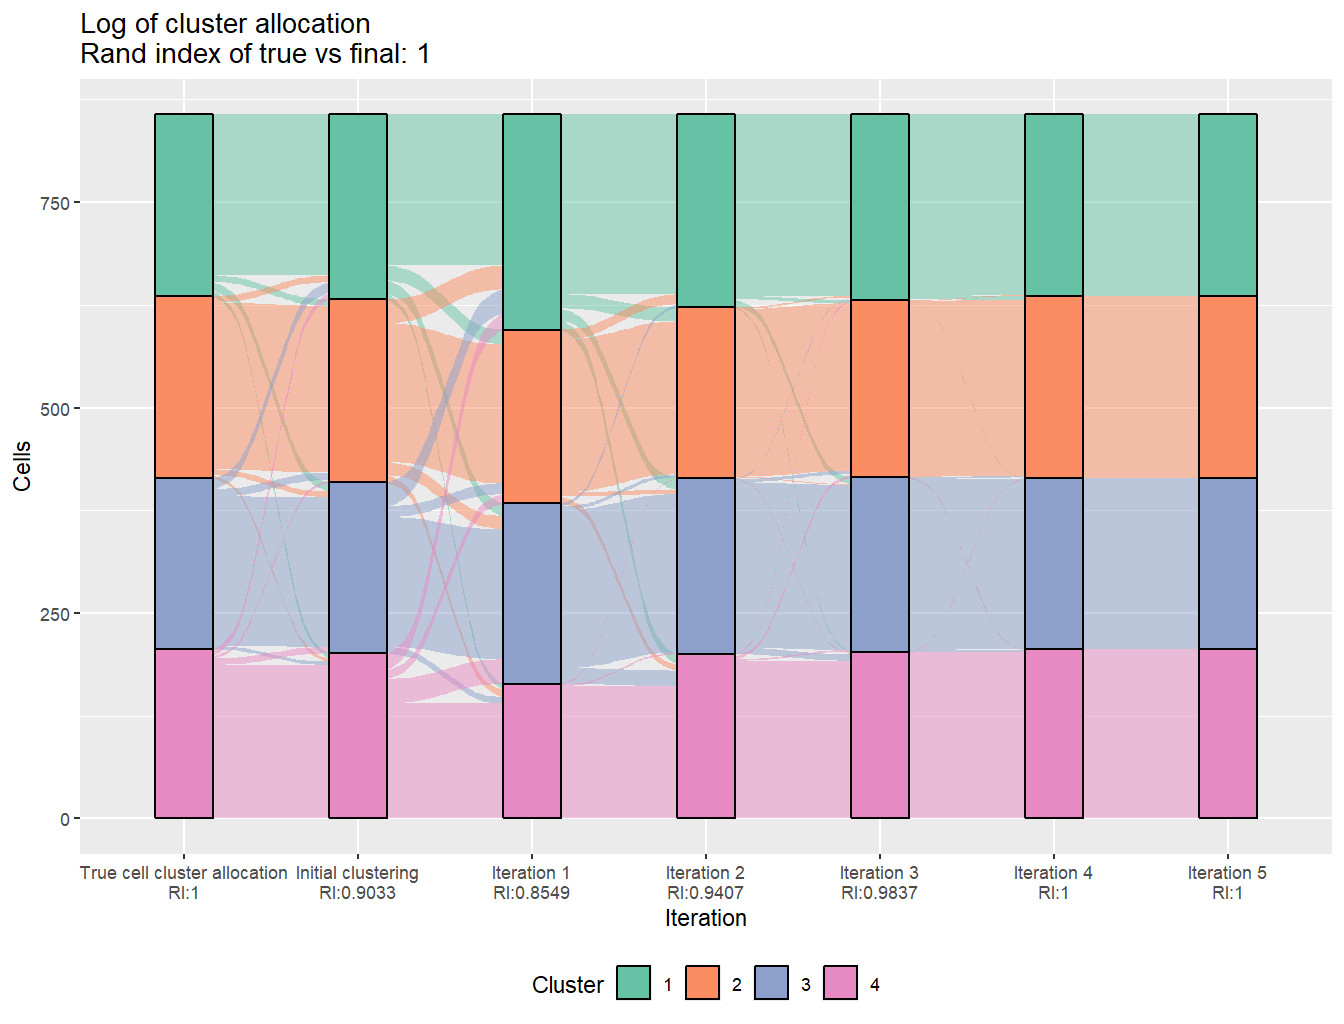 Log of cluster allocation
Rand index of true vs final: 1
Cells
750
500
250
0
True cell cluster allocation
RI:1
Initial clustering
RI:0.9033
Iteration 1
RI:0.8549
Iteration 2
RI:0.9407
Iteration 3
RI:0.9837
Iteration 4
RI:1
Iteration 5
RI:1
Iteration
Cluster 1 2 3 4